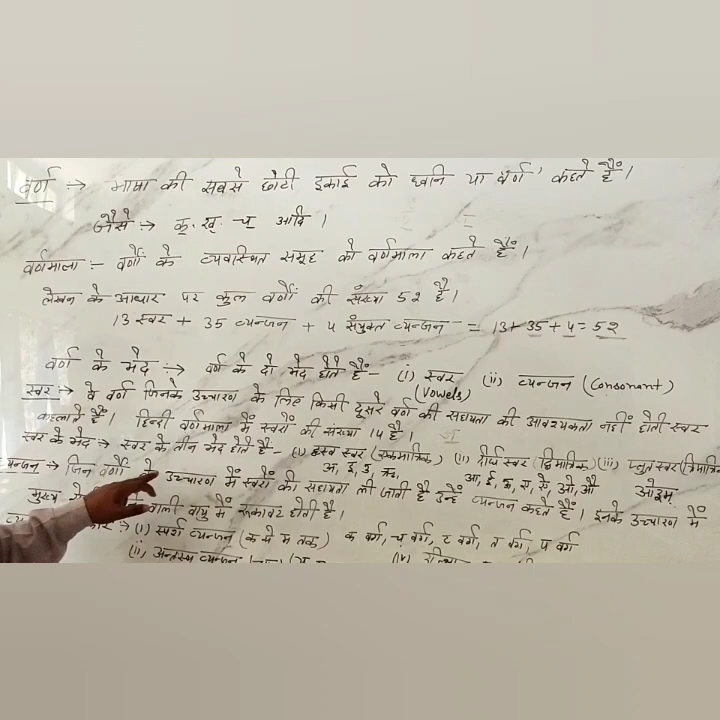 वर्ण :→ भाषा की सबसे छोटी इकाई को ध्वनि या वर्ण' कहते हैं।
जैसे :→ क्, ख्, च् आदि।
वर्णमाला :- वर्णों के व्यवस्थित समूह को वर्णमाला कहते हैं।
लेखन के आधार पर कुल वर्णों की संख्या 52 है।
13 स्वर + 35 व्यन्जन + 4 संयुक्त व्यन्जन = 13+35+4=52
वर्ण के भेद :→ वर्ण के दो भेद होते हैं- (i) स्वर (Vowels) (ii) व्यन्जन (Consonant)
स्वर :→ वे वर्ण जिनके उच्चारण के लिए किसी दूसरे वर्ण की सहायता की आवश्यकता नहीं होती स्वर
कहलाते हैं। हिन्दी वर्णमाला में स्वरों की संख्या
स्वर के भेद → स्वर के तीन भेद होते हैं- (i) ह्रस्व स्वर (एकमात्रिक) (ii) दीर्घ स्वर (द्विमात्रिक) (iii) प्लुत स्वर (त्रिमात्रिक
अ, इ, उ, ऋ, आ, ई, ऊ, ए, ऐ, ओ, औ ओइम्
व्यन्जन → जिन वर्णों के उच्चारण में स्वरों की सहायता ली जाती है उन्हें व्यन्जन कहते हैं। इनके उच्चारण में
मुख वाली वायु में रूकावट होती है।
(i) स्पर्श व्यन्जन (क से म तक) क वर्ग, च वर्ग, ट वर्ग, त वर्ग, प वर्ग
(ii) अन्तस्थ व्यन्जन (iv)